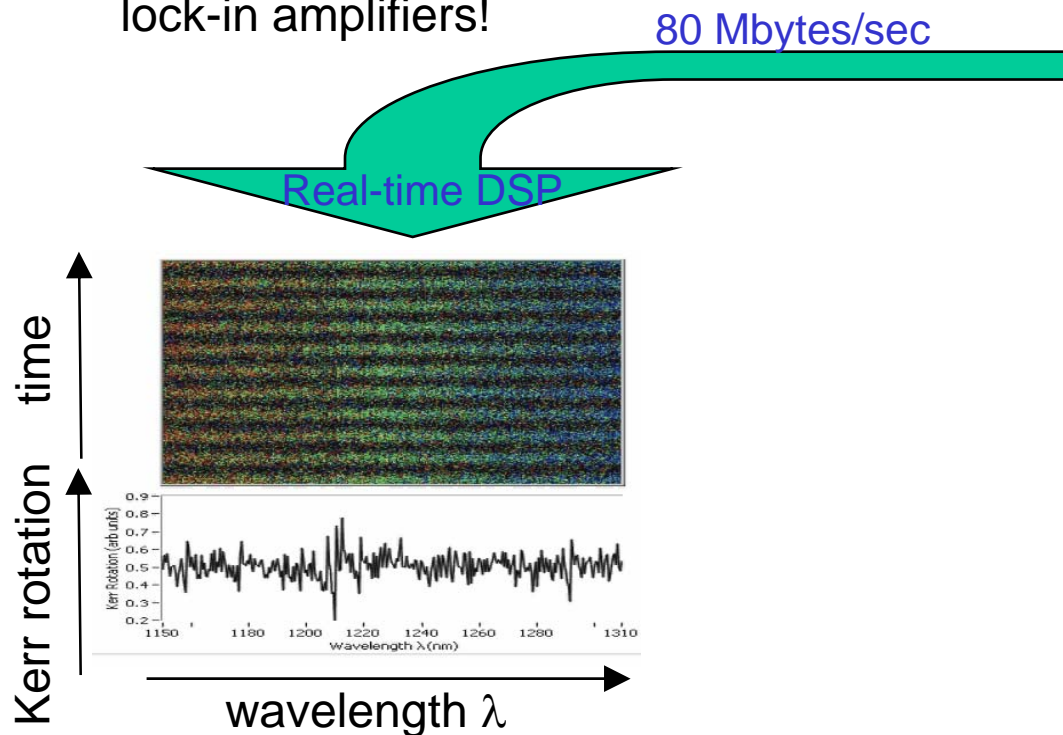 lock-in amplifiers!
80 Mbytes/sec
Real-time DSP
time
Kerr rotation
Kerr Rotation (arb units)
0.9
0.8
0.7
0.6
0.5
0.4
0.3
0.2
1150 1180 1200 1220 1240 1260 1280 1310
Wavelength λ(nm)
wavelength λ